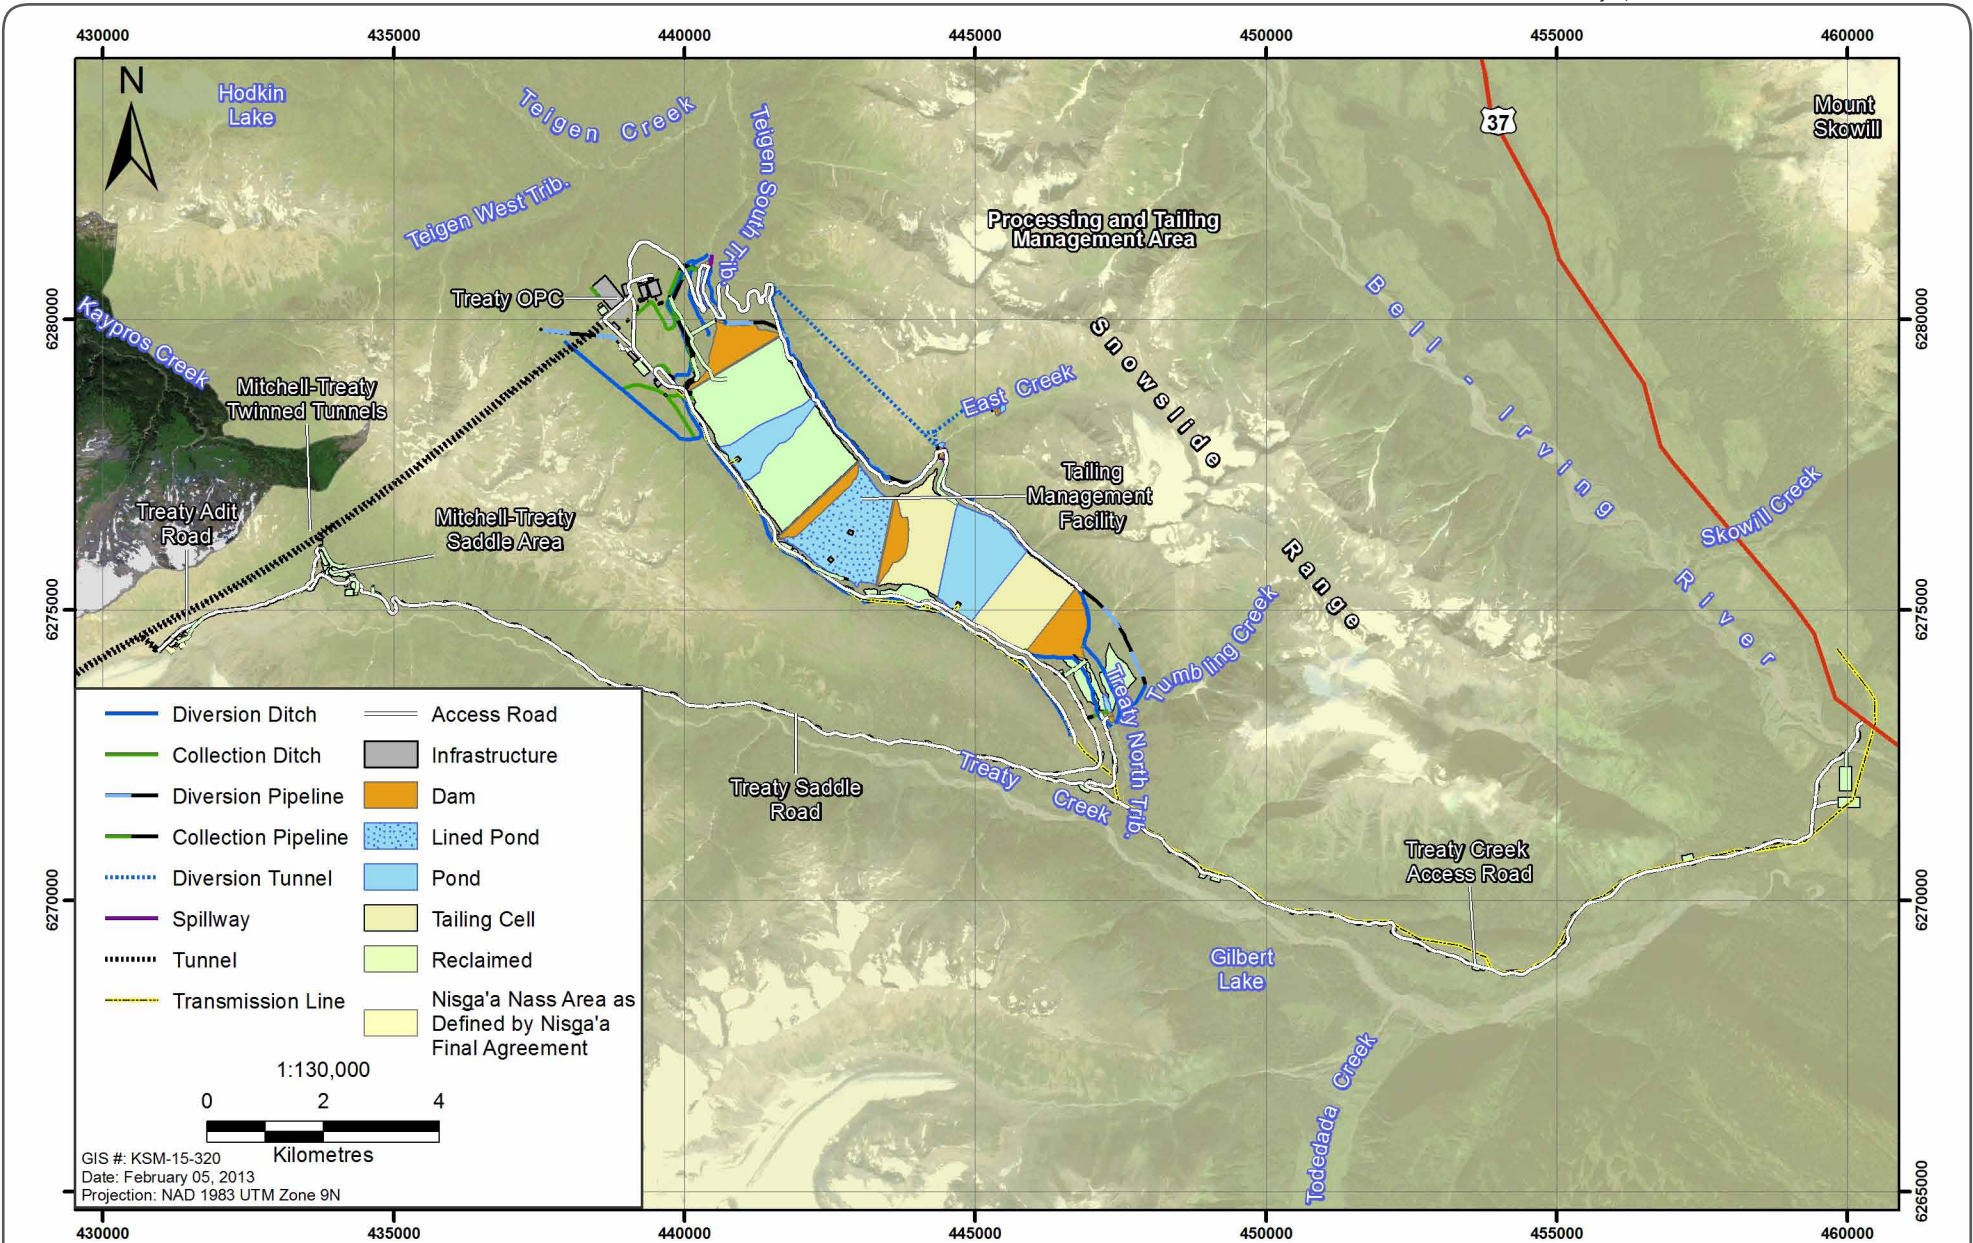 430000
435000
440000
445000
450000
455000
460000
N
Hodkin
Lake
Teigen Creek
Teigen South Trib.
37
Mount
Skowill
Teigen West Trib.
Processing and Tailing
Management Area
Bell - Irving River
6280000
6280000
Treaty OPC
Kaypros Creek
Snowslide Range
East Creek
Mitchell-Treaty
Twinned Tunnels
Tailing
Management
Facility
Skowill Creek
Treaty Adit
Road
Mitchell-Treaty
Saddle Area
6275000
6275000
Tumbling Creek
Treaty North Trib.
Treaty Creek
Treaty Saddle
Road
Treaty Creek
Access Road
6270000
6270000
Gilbert
Lake
Todedada Creek
6265000
Diversion Ditch
Collection Ditch
Diversion Pipeline
Collection Pipeline
Diversion Tunnel
Spillway
Tunnel
Transmission Line
Access Road
Infrastructure
Dam
Lined Pond
Pond
Tailing Cell
Reclaimed
Nisga'a Nass Area as
Defined by Nisga'a
Final Agreement
1:130,000
0 2 4
Kilometres
GIS #: KSM-15-320
Date: February 05, 2013
Projection: NAD 1983 UTM Zone 9N
430000
435000
440000
445000
450000
455000
460000